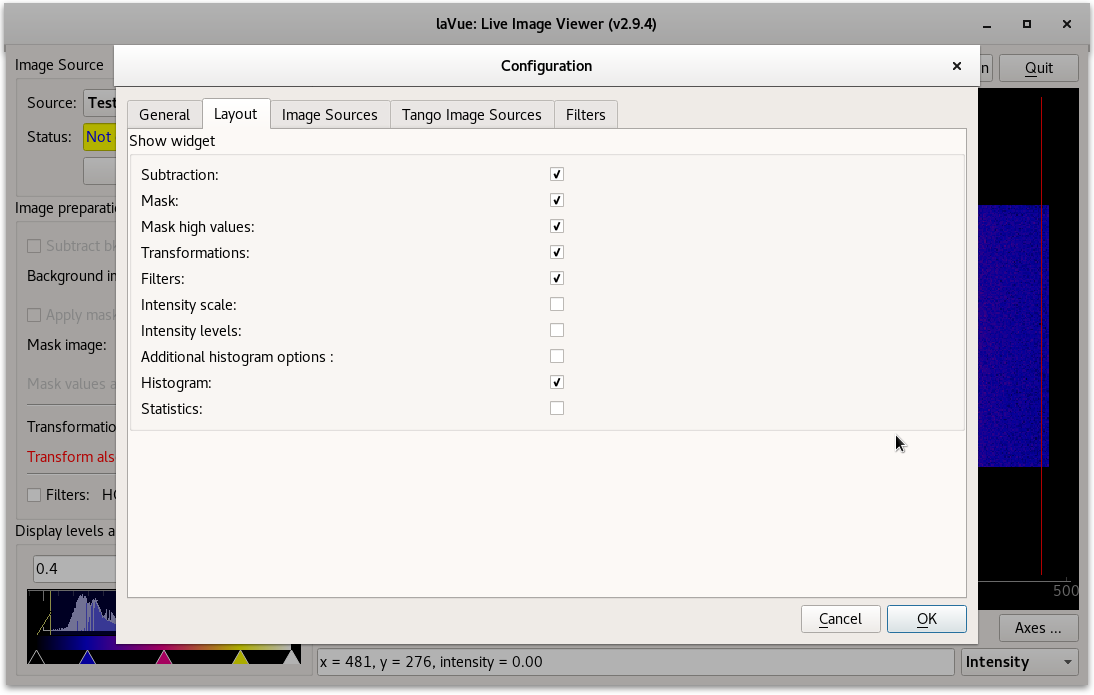 laVue: Live Image Viewer (v2.9.4)
Image Source
Configuration
Quit
Source: Test
General Layout Image Sources Tango Image Sources Filters
Status: Not
Show widget
Subtraction:
Mask:
Mask high values:
Transformations:
Filters:
Intensity scale:
Intensity levels:
Additional histogram options :
Histogram:
Statistics:
Image preparatio
Subtract bk
Background im
Apply mask
Mask image:
Mask values a
Transformatio
Transform als
Filters:
Display levels a
0.4
500
Cancel OK
Axes ...
x = 481, y = 276, intensity = 0.00
Intensity